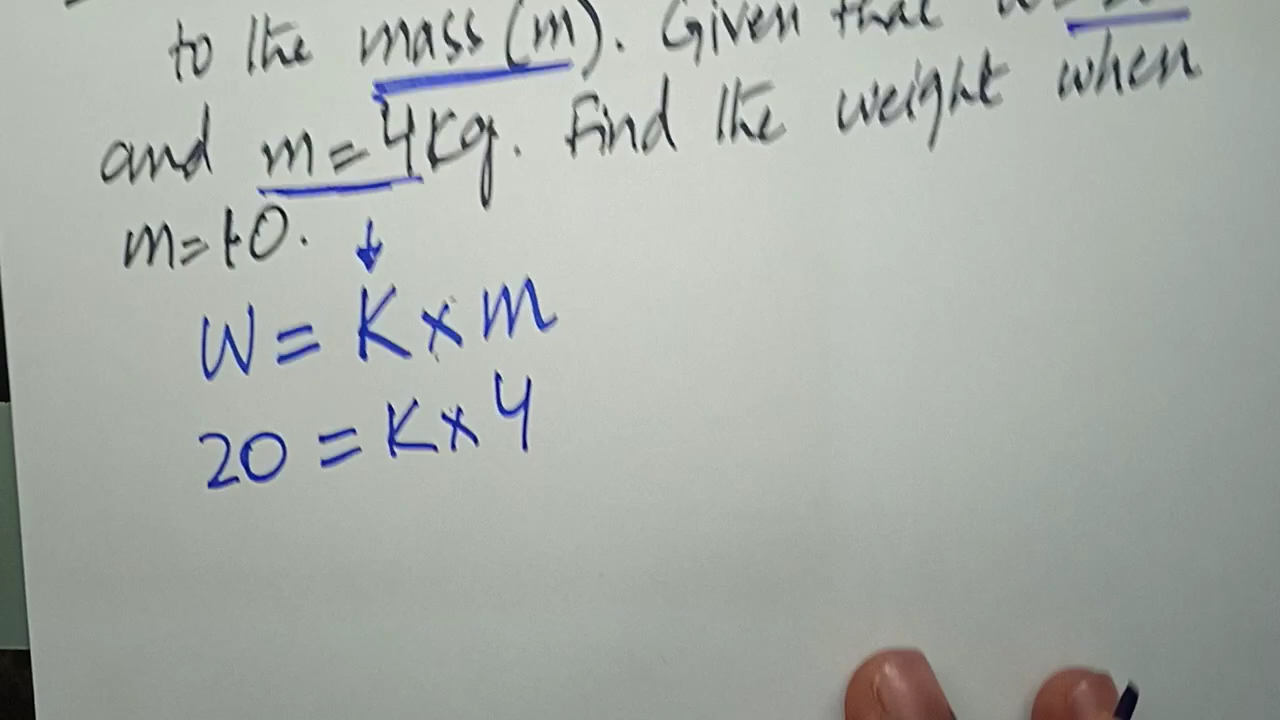 to the mass (m). Given that
and m=4Kg. Find the weight when
m=10.
W = K x m
20 = K x 4